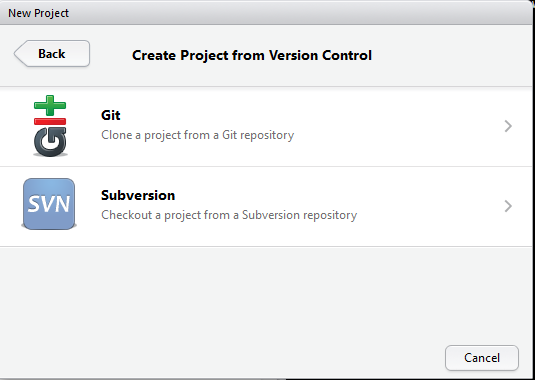 New Project
Back
Create Project from Version Control
Git
Clone a project from a Git repository
SVN
Subversion
Checkout a project from a Subversion repository
Cancel